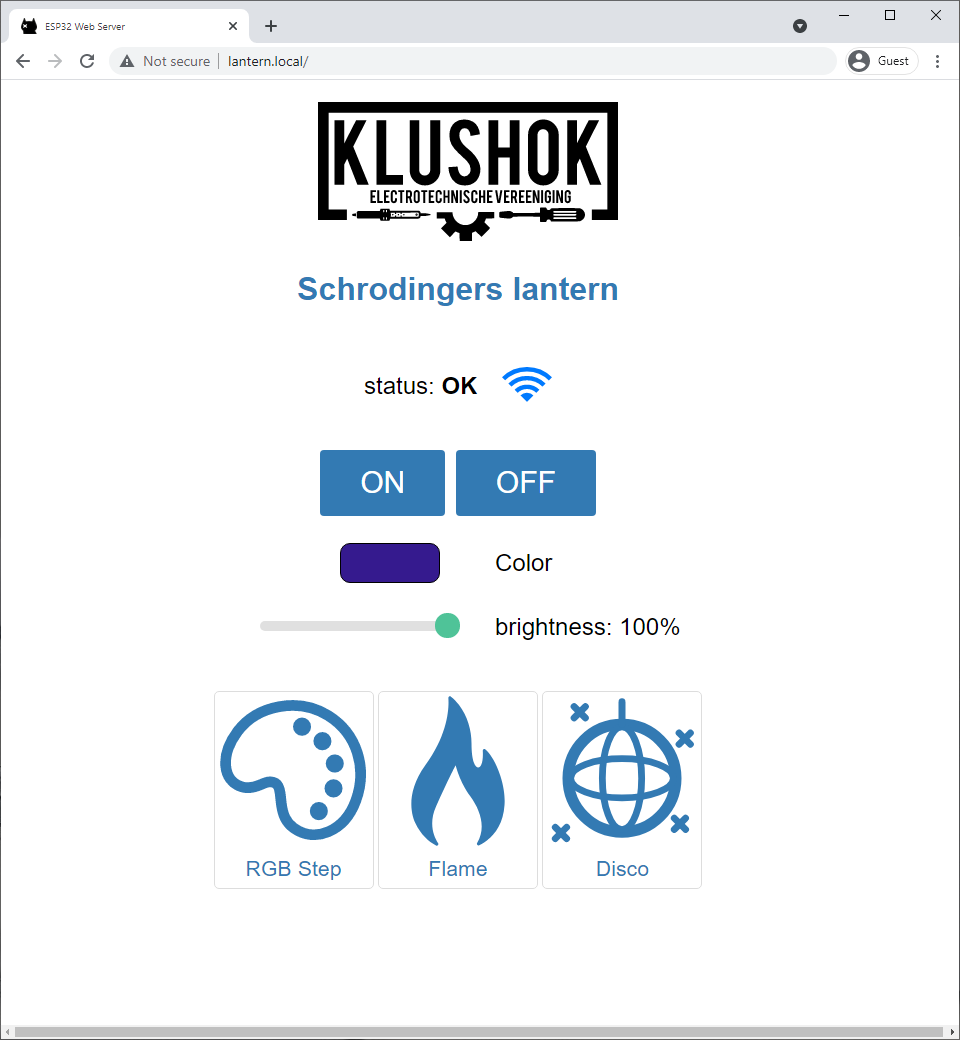 ESP32 Web Server
Not secure
lantern.local/
Guest
KLUSHOK
ELECTROTECHNISCHE VEREENIGING
Schrodingers lantern
status: OK
ON
OFF
Color
brightness: 100%
RGB Step
Flame
Disco